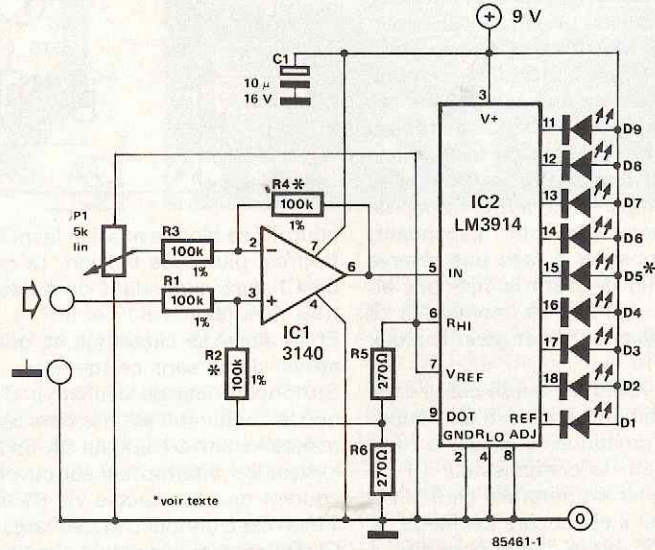 + 9 V
C1
10 µ
16 V
3
V+
11 D9
12 D8
R4*
100k
1%
P1
5k
lin
R3
100k
1%
IC2
LM3914
13 D7
14 D6
2
7
6
5 IN
15 D5*
R1
100k
1%
3
+
4
IC1
3140
16 D4
6 RHI
17 D3
R2
*
100k
1%
R5
270Ω
7 VREF
18 D2
9 DOT
REF 1 D1
GND RLO ADJ
2 4 8
R6
270Ω
*voir texte
0
85461-1